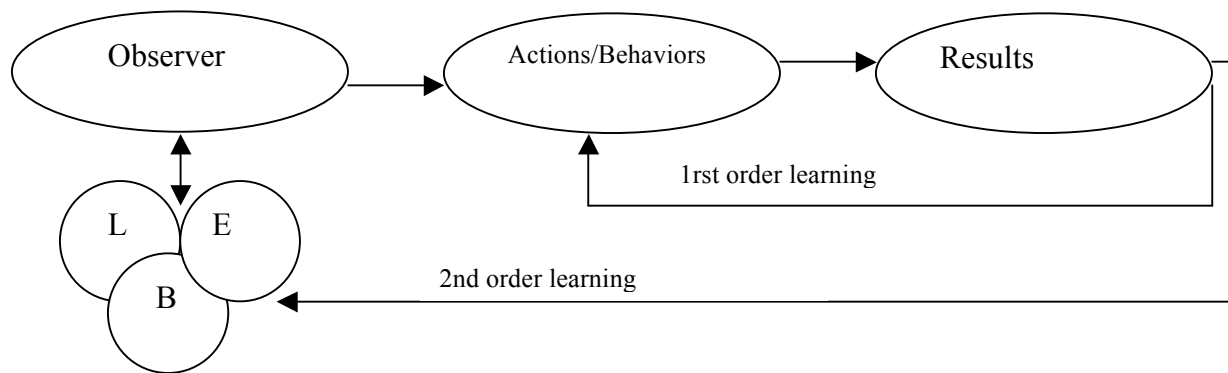 Observer
Actions/Behaviors
Results
1rst order learning
L
E
B
2nd order learning